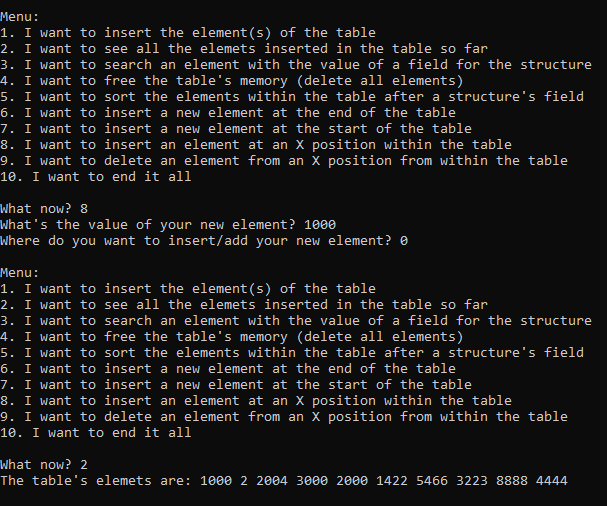 Menu:
1. I want to insert the element(s) of the table
2. I want to see all the elemets inserted in the table so far
3. I want to search an element with the value of a field for the structure
4. I want to free the table's memory (delete all elements)
5. I want to sort the elements within the table after a structure's field
6. I want to insert a new element at the end of the table
7. I want to insert a new element at the start of the table
8. I want to insert an element at an X position within the table
9. I want to delete an element from an X position from within the table
10. I want to end it all
What now? 8
What's the value of your new element? 1000
Where do you want to insert/add your new element? 0
Menu:
1. I want to insert the element(s) of the table
2. I want to see all the elemets inserted in the table so far
3. I want to search an element with the value of a field for the structure
4. I want to free the table's memory (delete all elements)
5. I want to sort the elements within the table after a structure's field
6. I want to insert a new element at the end of the table
7. I want to insert a new element at the start of the table
8. I want to insert an element at an X position within the table
9. I want to delete an element from an X position from within the table
10. I want to end it all
What now? 2
The table's elemets are: 1000 2 2004 3000 2000 1422 5466 3223 8888 4444